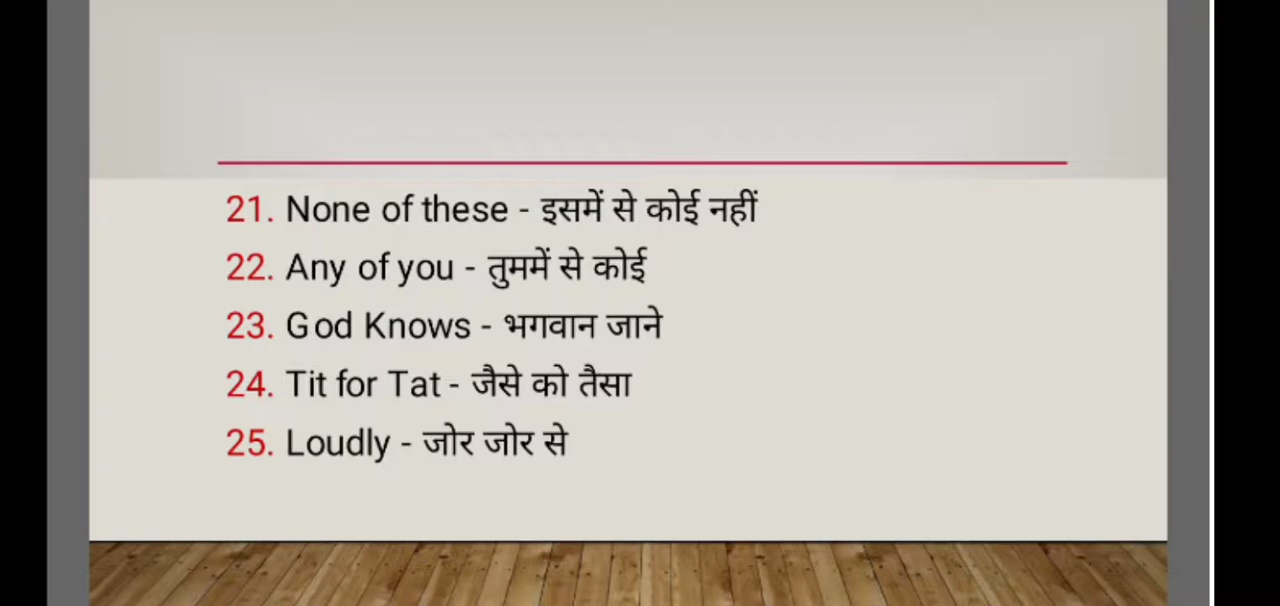 21. None of these - इसमें से कोई नहीं
22. Any of you - तुममें से कोई
23. God Knows - भगवान जाने
24. Tit for Tat - जैसे को तैसा
25. Loudly - जोर जोर से